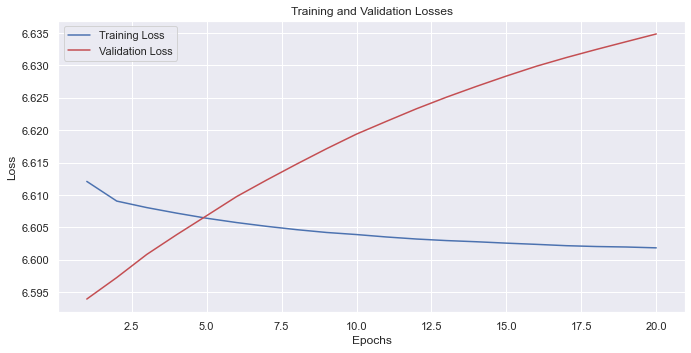 Training and Validation Losses
Training Loss
Validation Loss
6.635
6.630
6.625
6.620
6.615
6.610
6.605
6.600
6.595
Loss
2.5 5.0 7.5 10.0 12.5 15.0 17.5 20.0
Epochs